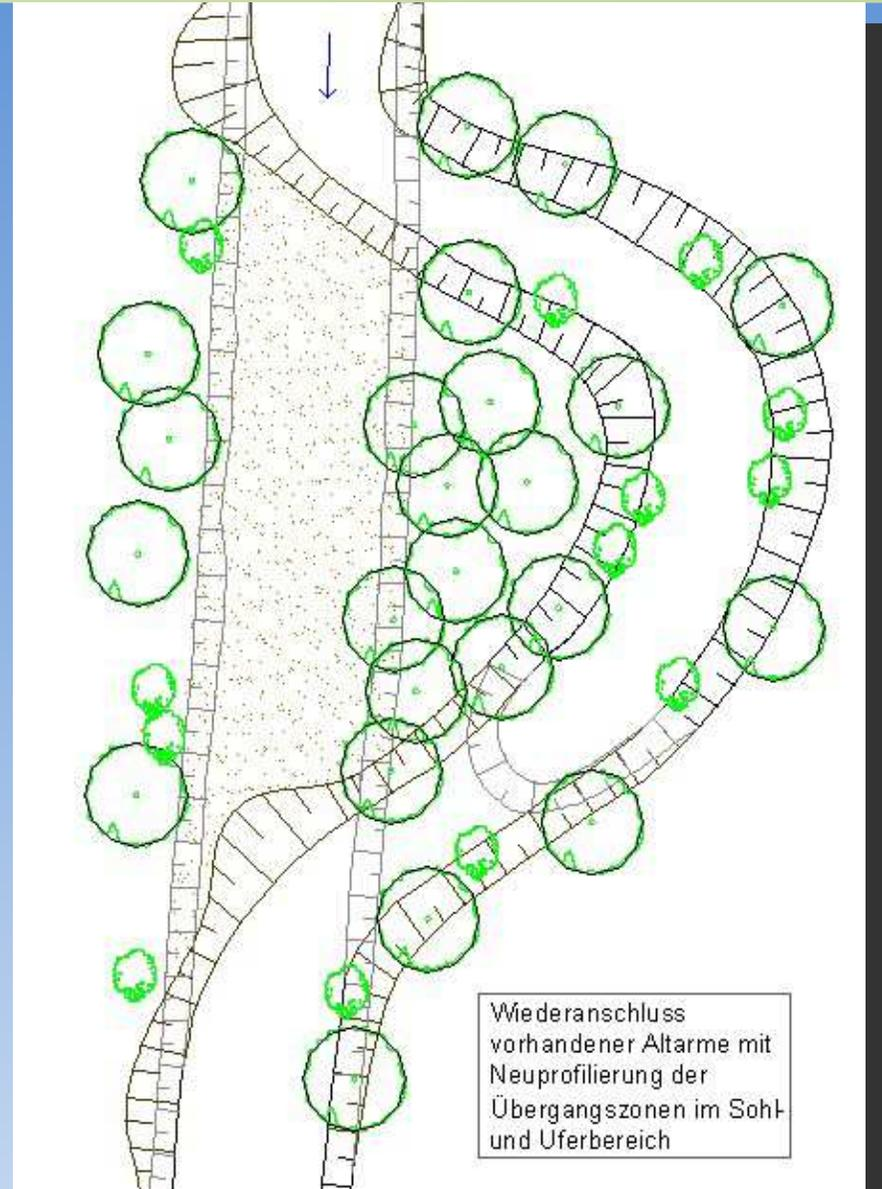 Wiederanschluss
vorhandener Altarme mit
Neuprofilierung der
Übergangszonen im Sohl-
und Uferbereich